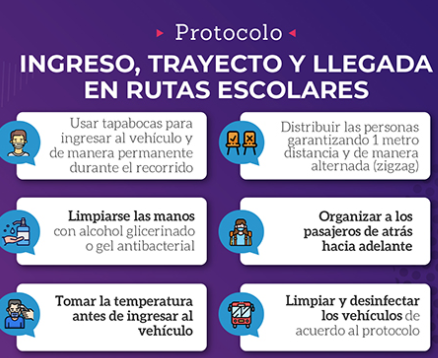 Protocolo
INGRESO, TRAYECTO Y LLEGADA
EN RUTAS ESCOLARES
Usar tapabocas para
ingresar al vehículo y
de manera permanente
durante el recorrido
Distribuir las personas
garantizando 1 metro
distancia y de manera
alternada (zigzag)
Limpiarse las manos
con alcohol glicerinado
o gel antibacterial
Organizar a los
pasajeros de atrás
hacia adelante
Tomar la temperatura
antes de ingresar al
vehículo
Limpiar y desinfectar
los vehículos de
acuerdo al protocolo